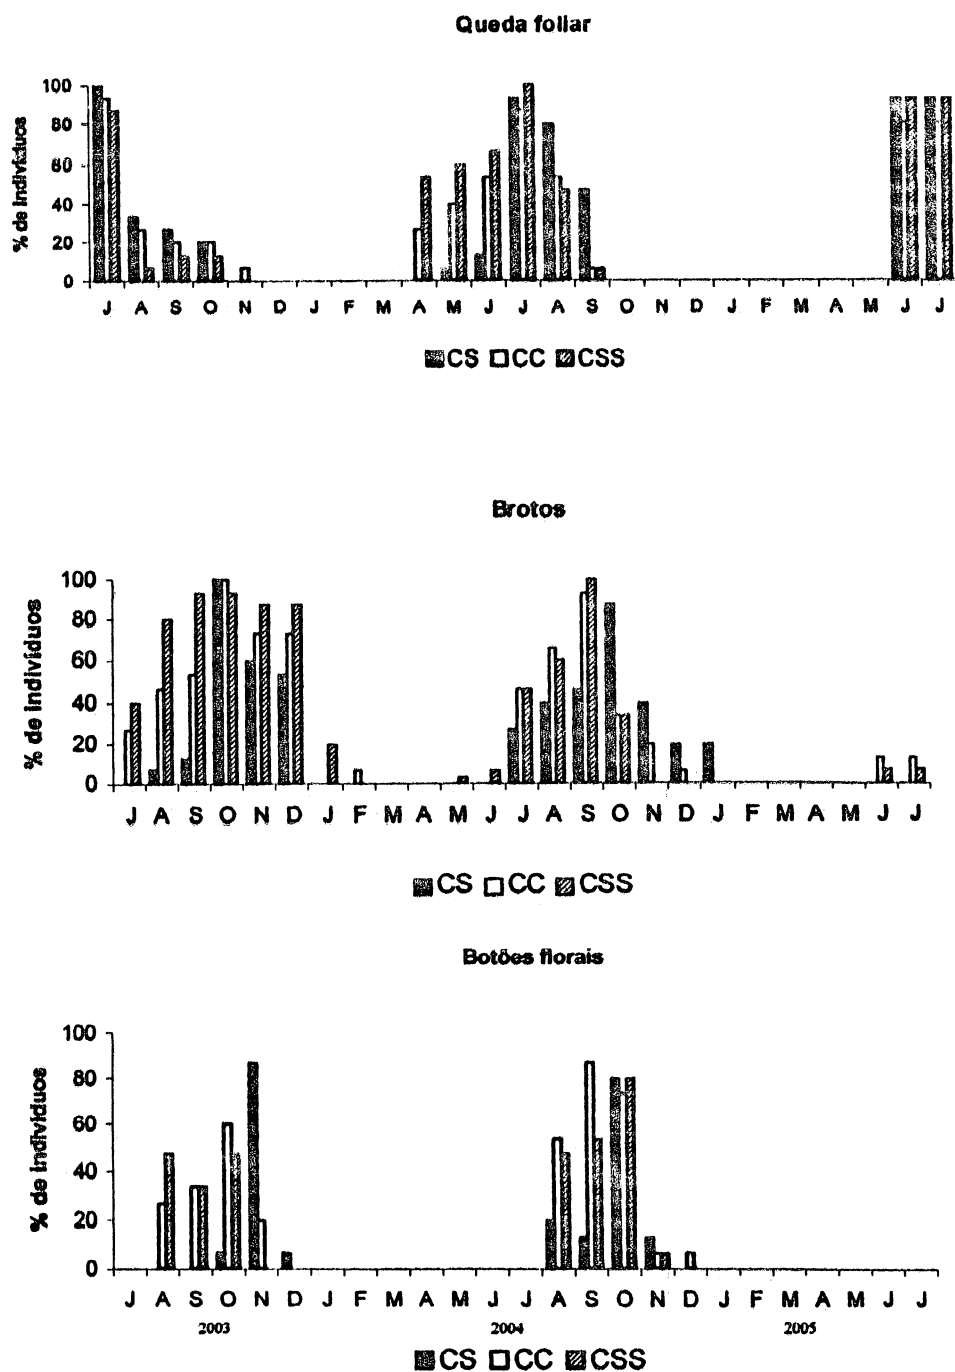 Queda foliar
% de indivíduos
100
80
60
40
20
0
J A S O N D J F M A M J J A S O N D J F M A M J J
CS CC CSS
Brotos
% de indivíduos
100
80
60
40
20
0
J A S O N D J F M A M J J A S O N D J F M A M J J
CS CC CSS
Botões florais
% de indivíduos
100
80
60
40
20
0
J A S O N D J F M A M J J A S O N D J F M A M J J
2003 2004 2005
CS CC CSS